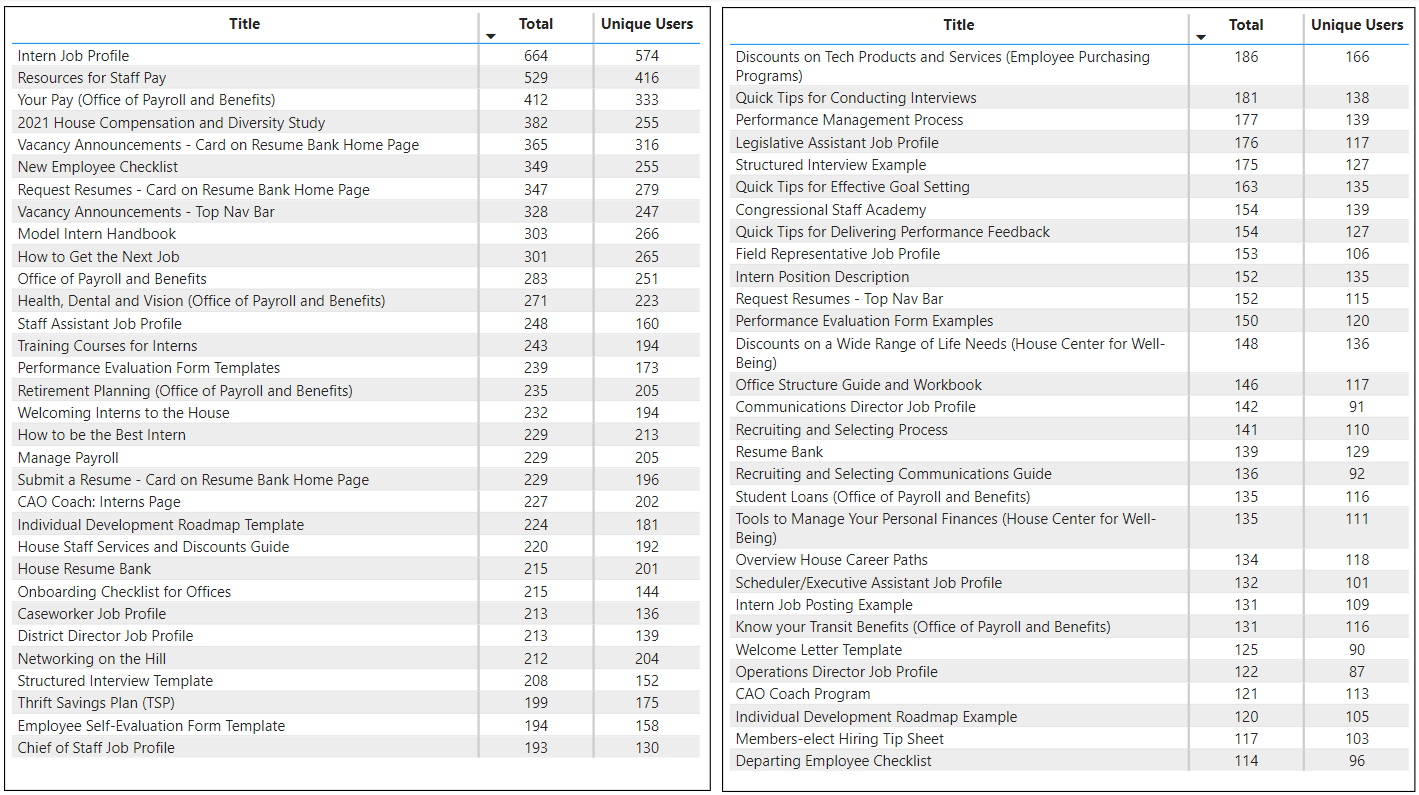 Title Total Unique Users
Intern Job Profile 664 574
Resources for Staff Pay 529 416
Your Pay (Office of Payroll and Benefits) 412 333
2021 House Compensation and Diversity Study 382 255
Vacancy Announcements - Card on Resume Bank Home Page 365 316
New Employee Checklist 349 255
Request Resumes - Card on Resume Bank Home Page 347 279
Vacancy Announcements - Top Nav Bar 328 247
Model Intern Handbook 303 266
How to Get the Next Job 301 265
Office of Payroll and Benefits 283 251
Health, Dental and Vision (Office of Payroll and Benefits) 271 223
Staff Assistant Job Profile 248 160
Training Courses for Interns 243 194
Performance Evaluation Form Templates 239 173
Retirement Planning (Office of Payroll and Benefits) 235 205
Welcoming Interns to the House 232 194
How to be the Best Intern 229 213
Manage Payroll 229 205
Submit a Resume - Card on Resume Bank Home Page 229 196
CAO Coach: Interns Page 227 202
Individual Development Roadmap Template 224 181
House Staff Services and Discounts Guide 220 192
House Resume Bank 215 201
Onboarding Checklist for Offices 215 144
Caseworker Job Profile 213 136
District Director Job Profile 213 139
Networking on the Hill 212 204
Structured Interview Template 208 152
Thrift Savings Plan (TSP) 199 175
Employee Self-Evaluation Form Template 194 158
Chief of Staff Job Profile 193 130
Title Total Unique Users
Discounts on Tech Products and Services (Employee Purchasing 186 166
Programs)
Quick Tips for Conducting Interviews 181 138
Performance Management Process 177 139
Legislative Assistant Job Profile 176 117
Structured Interview Example 175 127
Quick Tips for Effective Goal Setting 163 135
Congressional Staff Academy 154 139
Quick Tips for Delivering Performance Feedback 154 127
Field Representative Job Profile 153 106
Intern Position Description 152 135
Request Resumes - Top Nav Bar 152 115
Performance Evaluation Form Examples 150 120
Discounts on a Wide Range of Life Needs (House Center for Well- 148 136
Being)
Office Structure Guide and Workbook 146 117
Communications Director Job Profile 142 91
Recruiting and Selecting Process 141 110
Resume Bank 139 129
Recruiting and Selecting Communications Guide 136 92
Student Loans (Office of Payroll and Benefits) 135 116
Tools to Manage Your Personal Finances (House Center for Well- 135 111
Being)
Overview House Career Paths 134 118
Scheduler/Executive Assistant Job Profile 132 101
Intern Job Posting Example 131 109
Know your Transit Benefits (Office of Payroll and Benefits) 131 116
Welcome Letter Template 125 90
Operations Director Job Profile 122 87
CAO Coach Program 121 113
Individual Development Roadmap Example 120 105
Members-elect Hiring Tip Sheet 117 103
Departing Employee Checklist 114 96